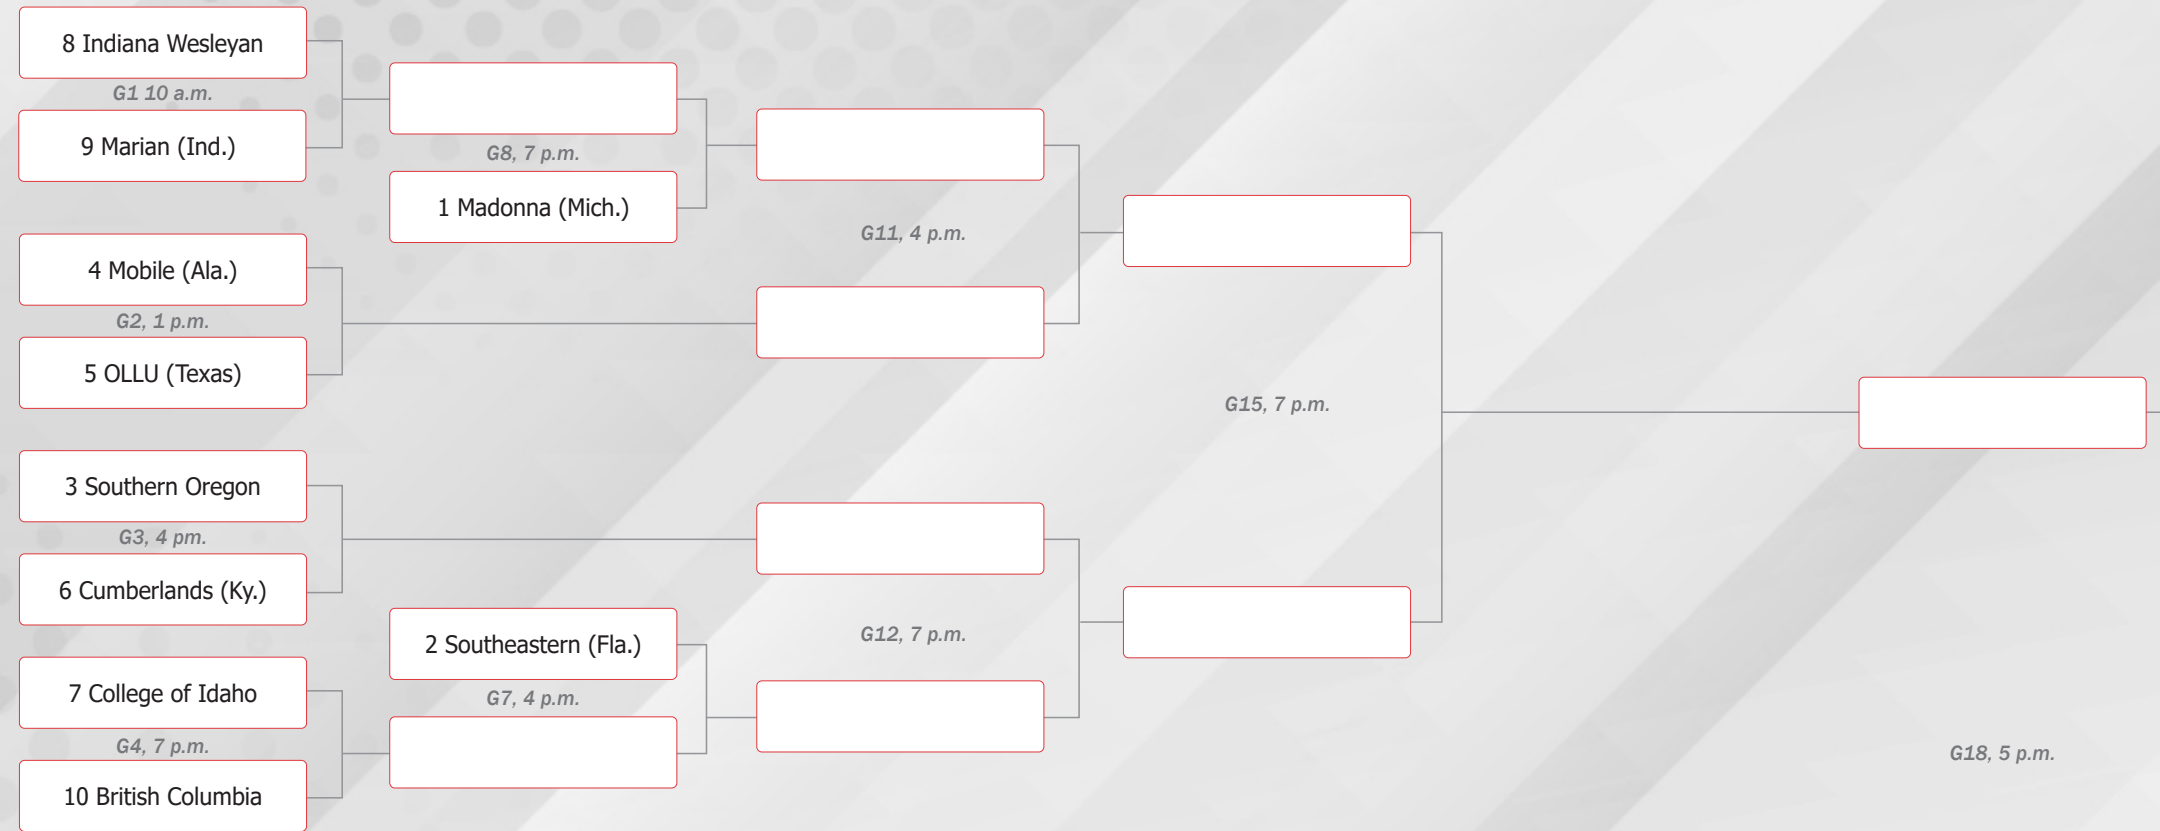 8 Indiana Wesleyan
G1 10 a.m.
9 Marian (Ind.)
G8, 7 p.m.
1 Madonna (Mich.)
4 Mobile (Ala.)
G2, 1 p.m.
5 OLLU (Texas)
G11, 4 p.m.
3 Southern Oregon
G3, 4 pm.
6 Cumberlands (Ky.)
2 Southeastern (Fla.)
G7, 4 p.m.
7 College of Idaho
G4, 7 p.m.
10 British Columbia
G12, 7 p.m.
G15, 7 p.m.
G18, 5 p.m.